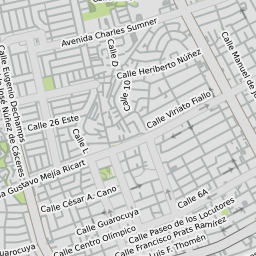 Avenida Charles Sumner
Calle D
Calle Heriberto Núñez
Calle Eugenio Deschamps
José Núñez de Cáceres
Calle Manuel de
Calle 10
Calle Viriato Fiallo
Calle 26 Este
Calle L
Gustavo Mejía Ricart
Calle César A. Cano
Calle 6A
Calle Guarocuya
Calle Paseo de los Locutores
Guarocuya
Calle Centro Olímpico
Calle Francisco Prats Ramírez
Luis F. Thomén